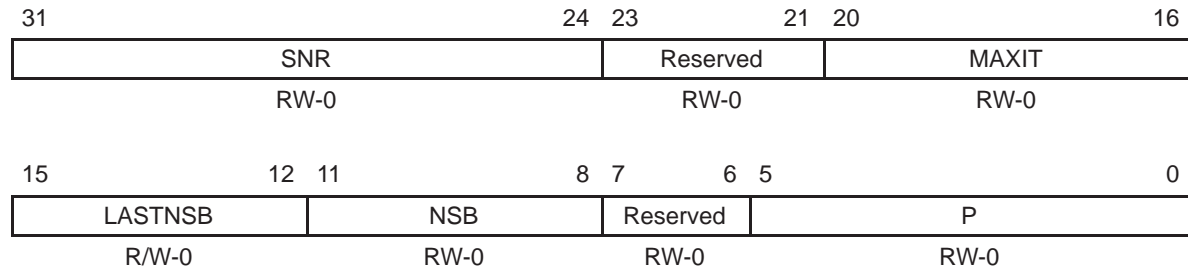 31 24 23 21 20 16
SNR Reserved MAXIT
RW-0 RW-0 RW-0
15 12 11 8 7 6 5 0
LASTNSB NSB Reserved P
R/W-0 RW-0 RW-0 RW-0